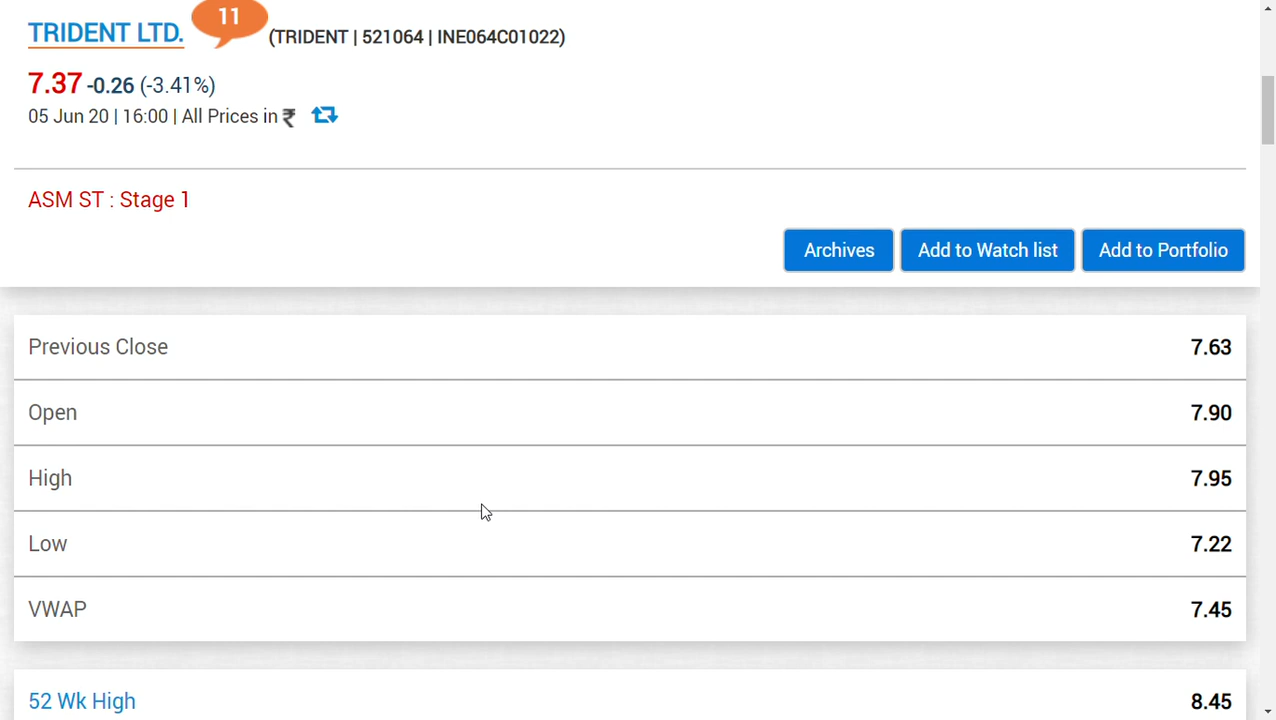 TRIDENT LTD. 11 (TRIDENT | 521064 | INE064C01022)
7.37 -0.26 (-3.41%)
05 Jun 20 | 16:00 | All Prices in ₹
ASM ST : Stage 1
Archives Add to Watch list Add to Portfolio
Previous Close 7.63
Open 7.90
High 7.95
Low 7.22
VWAP 7.45
52 Wk High 8.45